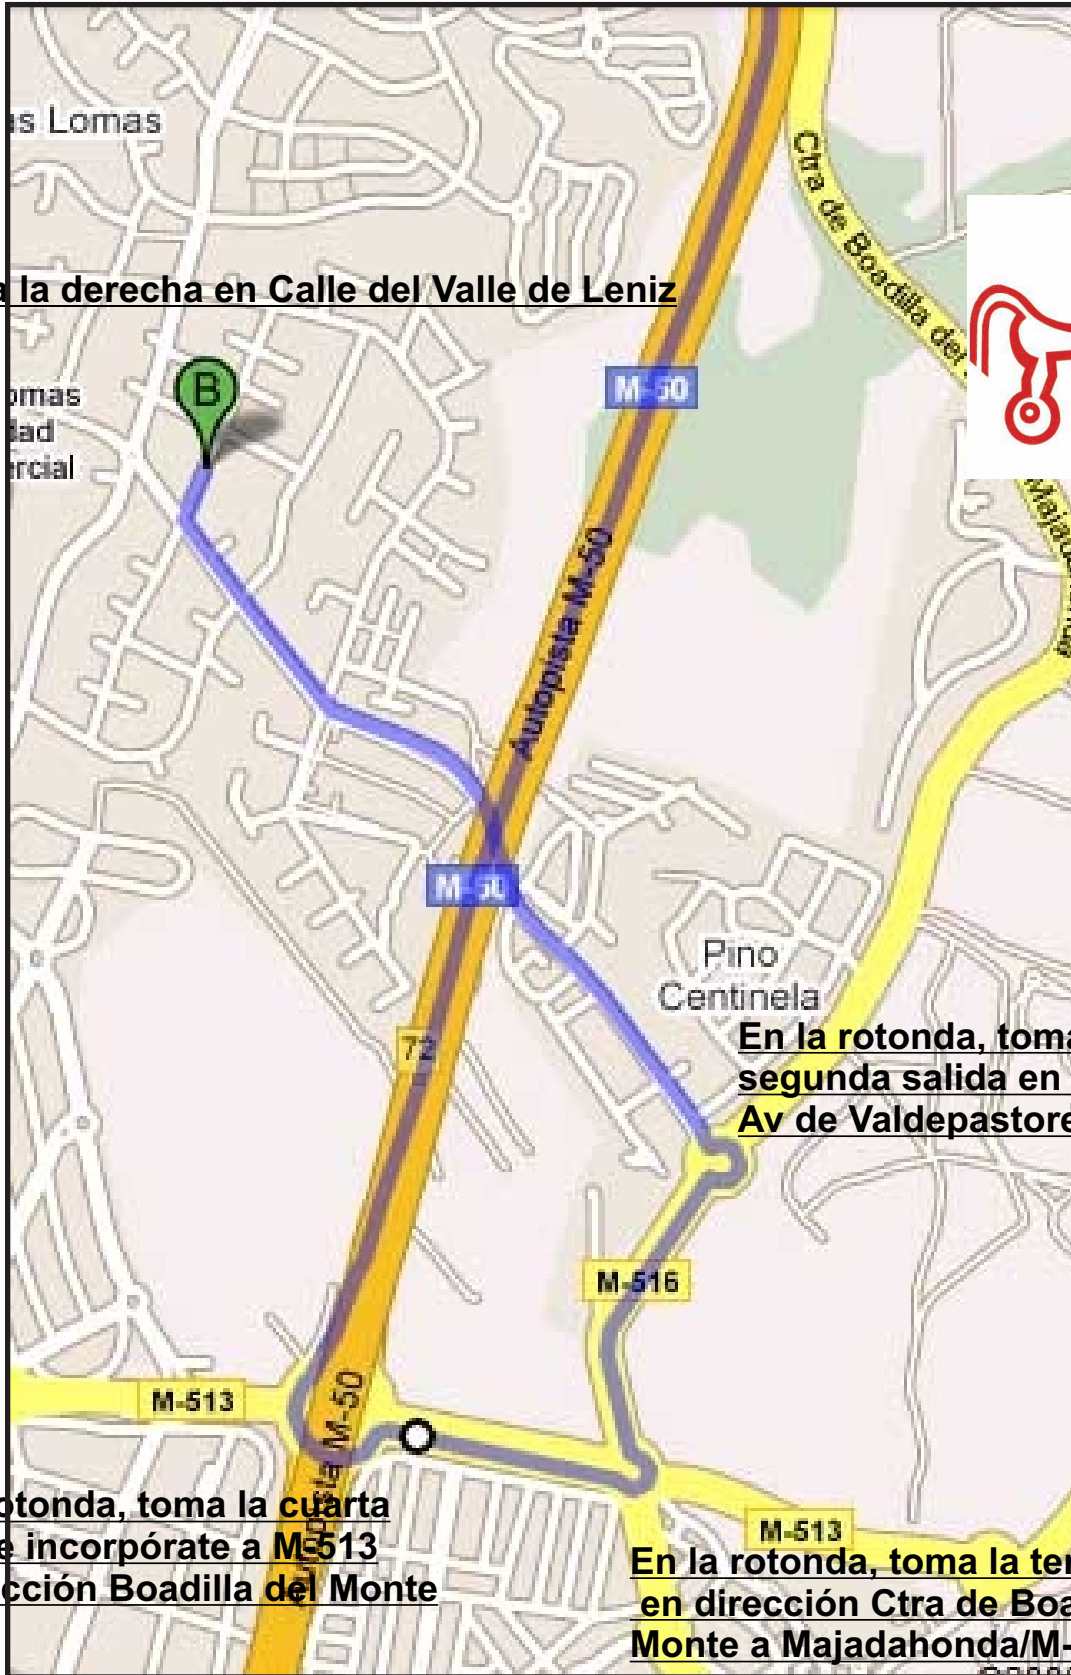 s Lomas
Ctra de Boadilla del
a la derecha en Calle del Valle de Leniz
B
M-50
omas
dad
ercial
Autopista M-50
M-50
Pino
Centinela
En la rotonda, toma
segunda salida en
Av de Valdepastore
72
M-516
M-513
Autopista M-50
otonda, toma la cuarta
e incorpórate a M-513
cción Boadilla del Monte
M-513
En la rotonda, toma la ter
en dirección Ctra de Boa
Monte a Majadahonda/M-